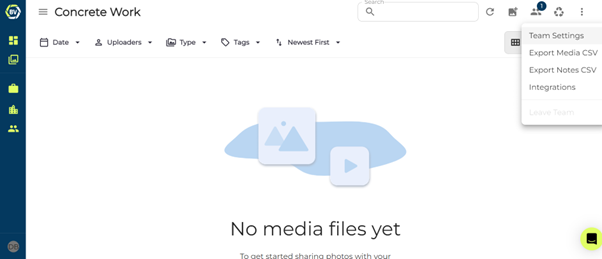 BV
Concrete Work
Search
1
Date
Uploaders
Type
Tags
Newest First
Team Settings
Export Media CSV
Export Notes CSV
Integrations
Leave Team
No media files yet
To get started sharing photos with your